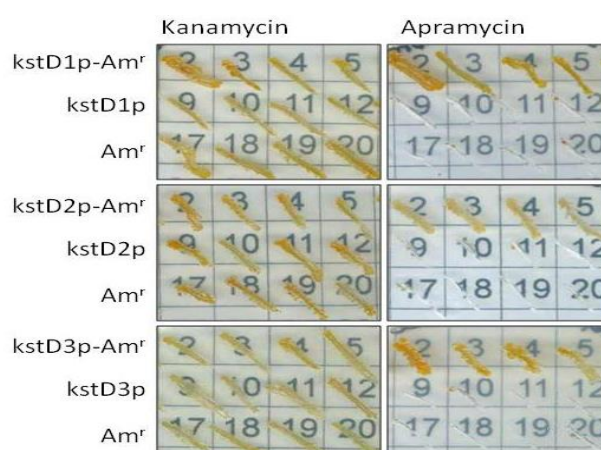 Kanamycin Apramycin
kstD1p-Amʳ 2 3 4 5 2 3 4 5
kstD1p 9 10 11 12 9 10 11 12
Amʳ 17 18 19 20 17 18 19 20
kstD2p-Amʳ 2 3 4 5 2 3 4 5
kstD2p 9 10 11 12 9 10 11 12
Amʳ 17 18 19 20 17 18 19 20
kstD3p-Amʳ 2 3 4 5 2 3 4 5
kstD3p 9 10 11 12 9 10 11 12
Amʳ 17 18 19 20 17 18 19 20